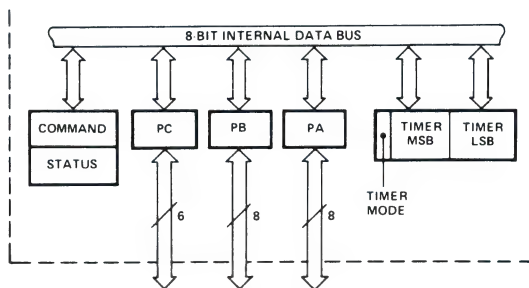 8-BIT INTERNAL DATA BUS
COMMAND
STATUS
PC
PB
PA
TIMER
MSB
TIMER
LSB
TIMER
MODE
6
8
8